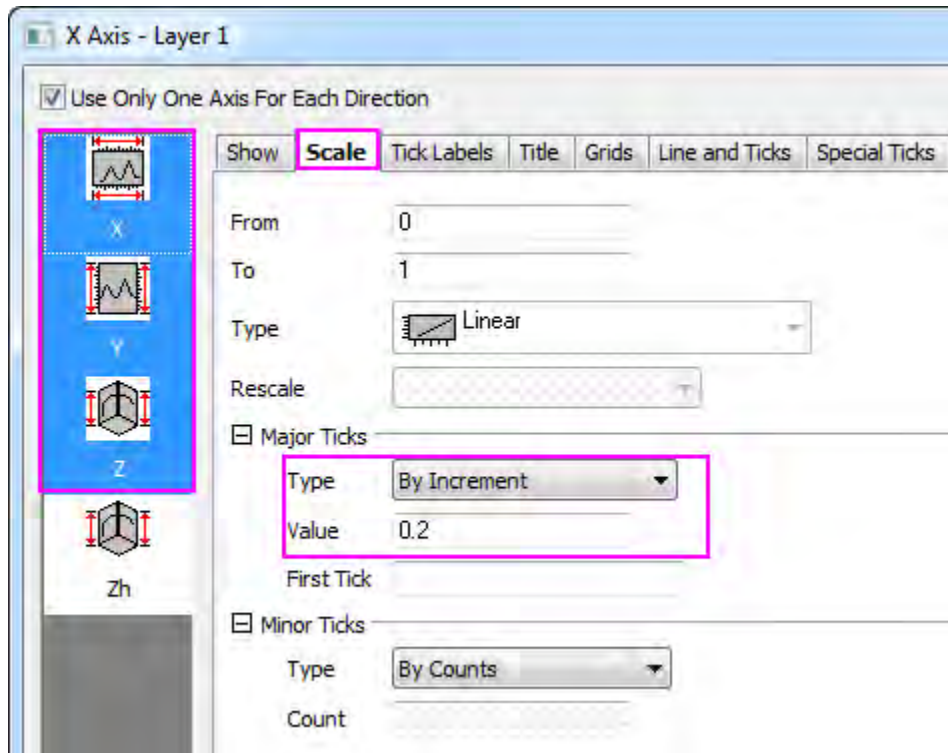 X Axis - Layer 1
Use Only One Axis For Each Direction
X
Y
Z
Zh
Show Scale Tick Labels Title Grids Line and Ticks Special Ticks
From 0
To 1
Type Linear
Rescale
Major Ticks
Type By Increment
Value 0.2
First Tick
Minor Ticks
Type By Counts
Count